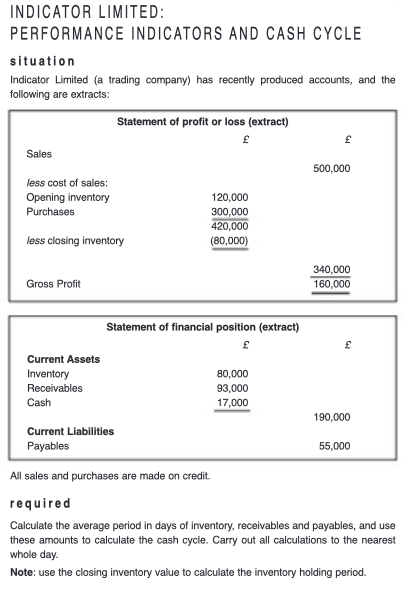 INDICATOR LIMITED:
PERFORMANCE INDICATORS AND CASH CYCLE
situation
Indicator Limited (a trading company) has recently produced accounts, and the
following are extracts:
Statement of profit or loss (extract)
£ £
Sales
500,000
less cost of sales:
Opening inventory 120,000
Purchases 300,000
420,000
less closing inventory (80,000)
340,000
Gross Profit 160,000
Statement of financial position (extract)
£ £
Current Assets
Inventory 80,000
Receivables 93,000
Cash 17,000
190,000
Current Liabilities
Payables 55,000
All sales and purchases are made on credit.
required
Calculate the average period in days of inventory, receivables and payables, and use
these amounts to calculate the cash cycle. Carry out all calculations to the nearest
whole day.
Note: use the closing inventory value to calculate the inventory holding period.